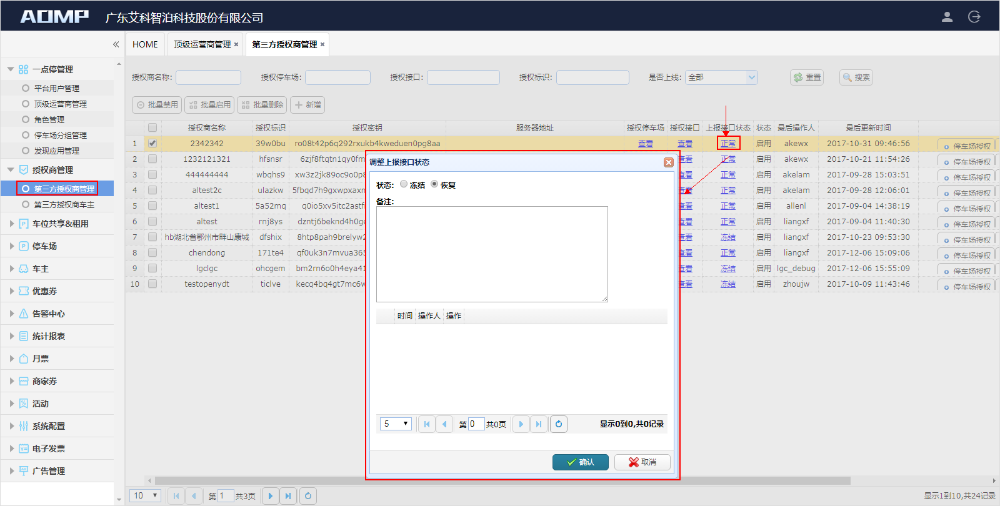 AOMP 广东艾科智泊科技股份有限公司
« HOME 顶级运营商管理 × 第三方授权商管理 ×
一点停管理
平台用户管理
顶级运营商管理
角色管理
停车场分组管理
发现应用管理
授权商管理
第三方授权商管理
第三方授权商车主
车位共享&租用
停车场
车主
优惠券
告警中心
统计报表
月票
商家券
活动
系统配置
电子发票
广告管理
授权商名称: 授权停车场: 授权接口: 授权标识: 是否上线: 全部 重置 搜索
批量禁用 批量启用 批量删除 新增
授权商名称 授权标识 授权密钥 服务器地址 授权停车场 授权接口 上报接口状态 状态 最后操作人 最后更新时间
1 2342342 39w0bu ro08t42p6q292rxukb4kweduen0pg8aa 查看 查看 正常 启用 akewx 2017-10-31 09:46:56 停车场授权
2 1232121321 hfsnsr 6zjf8ftqtn1qy0fm 正常 启用 akewx 2017-10-21 11:54:26 停车场授权
3 444444444 wbqhs9 xw3z2jk89oc9o0p8 查看 正常 启用 akelam 2017-09-28 15:03:51 停车场授权
4 altest2c ulazkw 5fbqd7h9gxwpxaxn 查看 正常 启用 akelam 2017-09-28 12:06:01 停车场授权
5 altest1 5a52mq q0io5xv5itc2astf 查看 正常 启用 allenl 2017-09-04 14:38:19 停车场授权
6 altest rnj8ys dzntj6beknd4h0ge 查看 正常 启用 liangxf 2017-09-04 11:40:30 停车场授权
7 hb湖北省鄂州市畔山康城 dfshix 8htp8pah9brelyw2 查看 冻结 启用 liangxf 2017-10-23 09:53:30 停车场授权
8 chendong 171te4 qf0uk3n7mvua365 查看 正常 启用 liangxf 2017-12-06 15:09:06 停车场授权
9 lgclgc ohcgem bm2rn6o0h4eya41 查看 冻结 启用 lgc_debug 2017-12-06 15:55:09 停车场授权
10 testopenydt ticlve kecq4bq4gt7mc6w 查看 冻结 启用 zhoujw 2017-10-09 11:43:46 停车场授权
调整上报接口状态
状态: 冻结 恢复
备注:
时间 操作人 操作
5 第 0 共0页 显示0到0,共0记录
确认 取消
10 第 1 共3页 显示1到10,共24记录